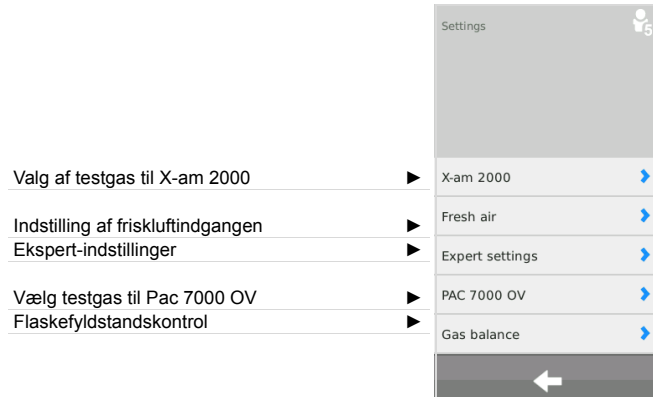 Settings
5
Valg af testgas til X-am 2000 ►
X-am 2000
Indstilling af friskluftindgangen ►
Fresh air
Ekspert-indstillinger ►
Expert settings
Vælg testgas til Pac 7000 OV ►
PAC 7000 OV
Flaskefyldstandskontrol ►
Gas balance